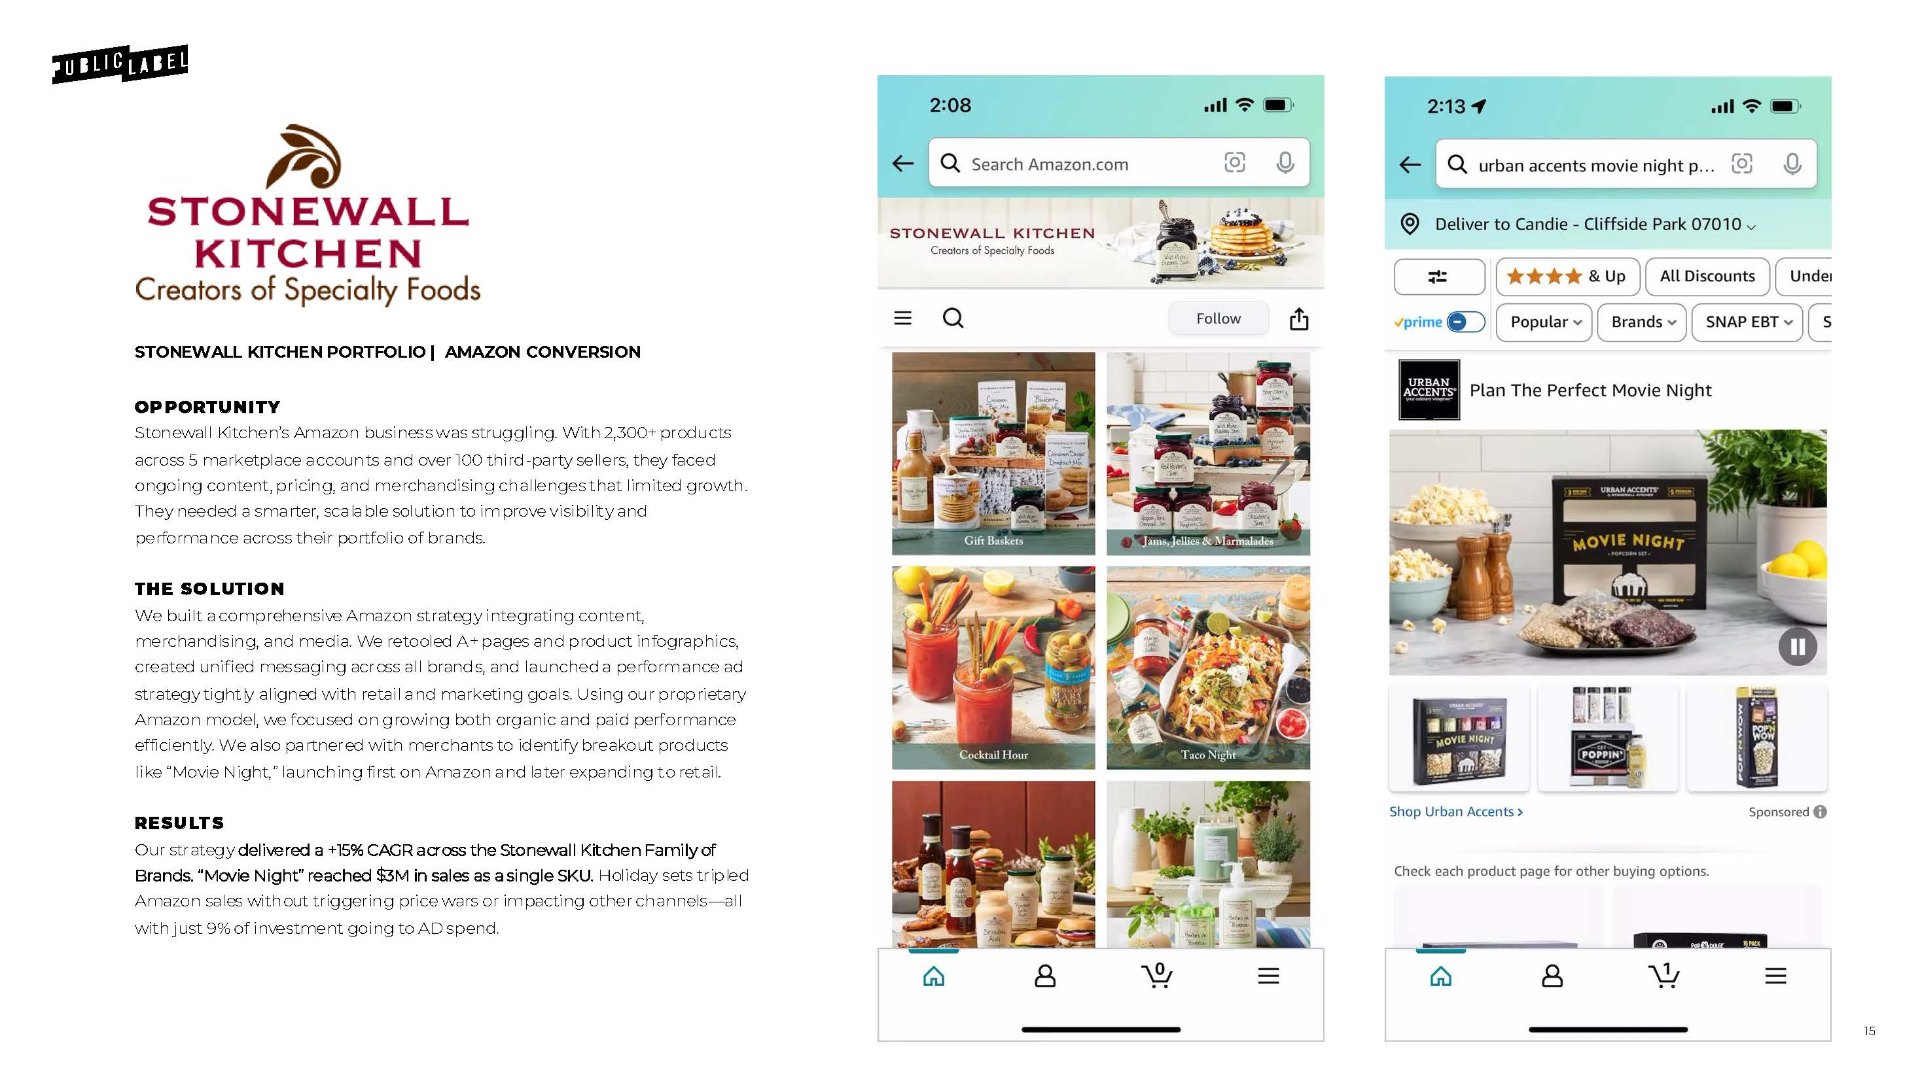 PUBLIC LABEL
STONEWALL
KITCHEN
Creators of Specialty Foods
STONEWALL KITCHEN PORTFOLIO | AMAZON CONVERSION
OPPORTUNITY
Stonewall Kitchen's Amazon business was struggling. With 2,300+ products
across 5 marketplace accounts and over 100 third-party sellers, they faced
ongoing content, pricing, and merchandising challenges that limited growth.
They needed a smarter, scalable solution to improve visibility and
performance across their portfolio of brands.
THE SOLUTION
We built a comprehensive Amazon strategy integrating content,
merchandising, and media. We retooled A+ pages and product infographics,
created unified messaging across all brands, and launched a performance ad
strategy tightly aligned with retail and marketing goals. Using our proprietary
Amazon model, we focused on growing both organic and paid performance
efficiently. We also partnered with merchants to identify breakout products
like “Movie Night,” launching first on Amazon and later expanding to retail.
RESULTS
Our strategy delivered a +15% CAGR across the Stonewall Kitchen Family of
Brands. “Movie Night” reached $3M in sales as a single SKU. Holiday sets tripled
Amazon sales without triggering price wars or impacting other channels—all
with just 9% of investment going to AD spend.
2:08
Search Amazon.com
STONEWALL KITCHEN
Creators of Specialty Foods
Follow
Gift Baskets
Jams, Jellies & Marmalades
Cocktail Hour
Taco Night
0
2:13
urban accents movie night p...
Deliver to Candie - Cliffside Park 07010
& Up
All Discounts
Under
prime
Popular
Brands
SNAP EBT
S
URBAN
ACCENTS
Plan The Perfect Movie Night
URBAN ACCENTS
MOVIE NIGHT
POPCORN SET
MOVIE NIGHT
GET
POPPIN'
POP'N WOW
Shop Urban Accents >
Sponsored
Check each product page for other buying options.
1
15